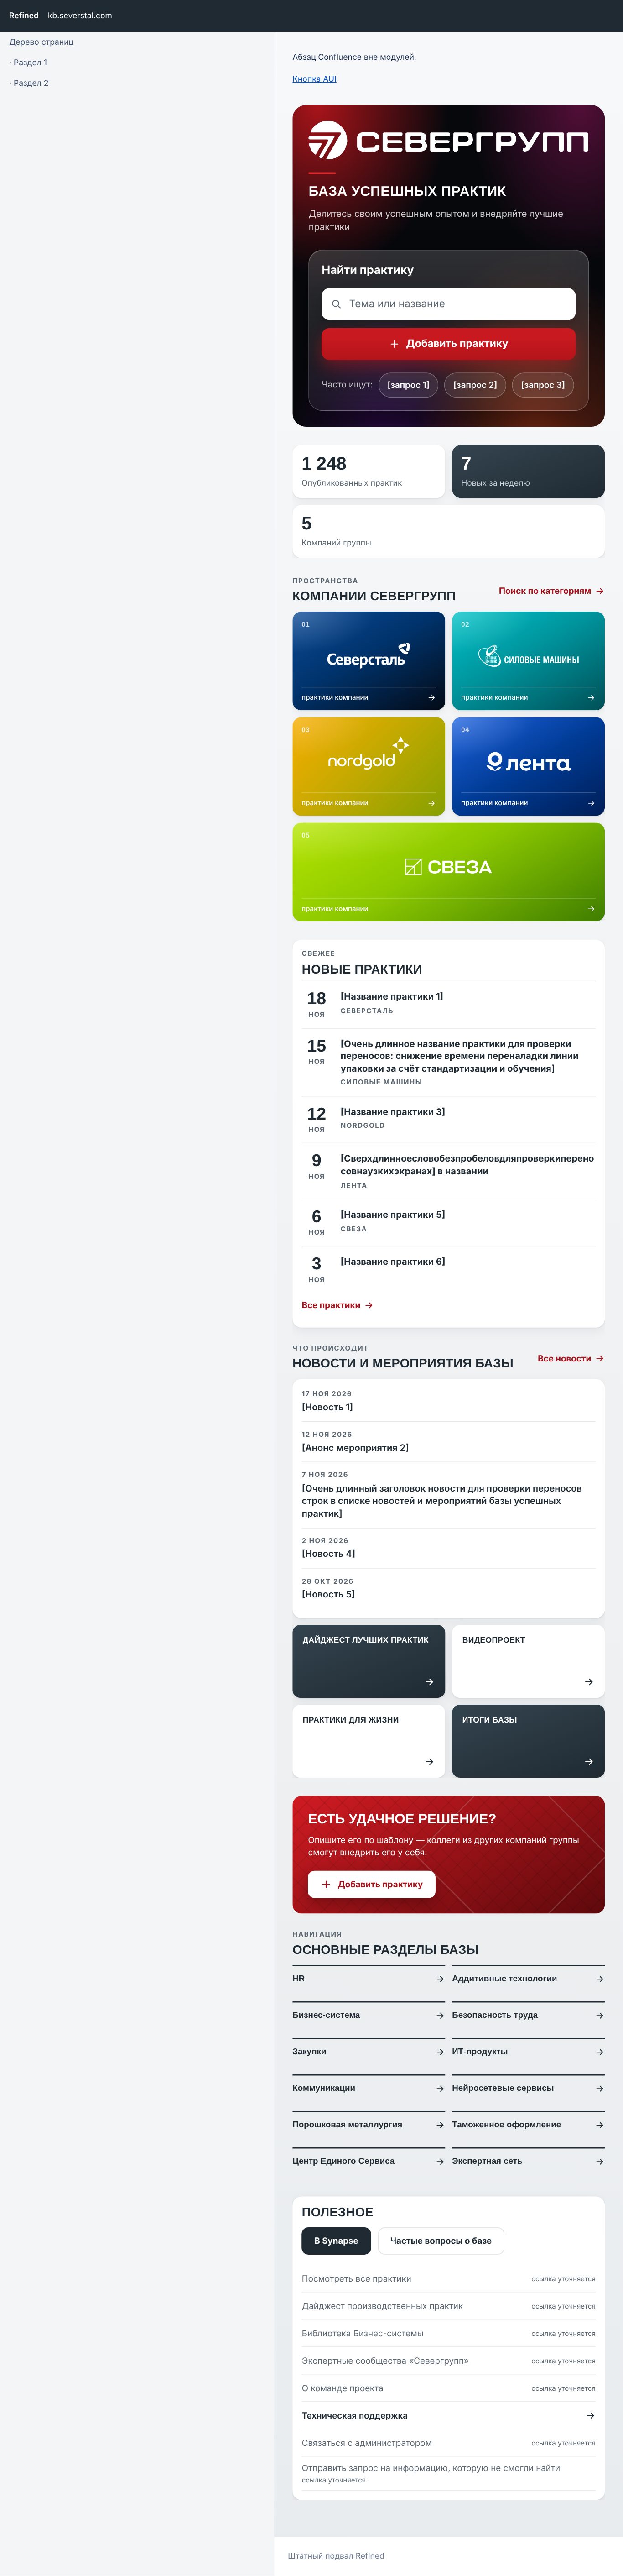 Refined kb.severstal.com
Дерево страниц
· Раздел 1
· Раздел 2
Абзац Confluence вне модулей.
Кнопка AUI
СЕВЕРГРУПП
БАЗА УСПЕШНЫХ ПРАКТИК
Делитесь своим успешным опытом и внедряйте лучшие
практики
Найти практику
Тема или название
Добавить практику
Часто ищут: [запрос 1] [запрос 2] [запрос 3]
1 248
Опубликованных практик
7
Новых за неделю
5
Компаний группы
ПРОСТРАНСТВА
КОМПАНИИ СЕВЕРГРУПП
Поиск по категориям →
01
Северсталь
практики компании →
02
СИЛОВЫЕ МАШИНЫ
практики компании →
03
nordgold
практики компании →
04
лента
практики компании →
05
СВЕЗА
практики компании →
СВЕЖЕЕ
НОВЫЕ ПРАКТИКИ
18
НОЯ
[Название практики 1]
СЕВЕРСТАЛЬ
15
НОЯ
[Очень длинное название практики для проверки
переносов: снижение времени переналадки линии
упаковки за счёт стандартизации и обучения]
СИЛОВЫЕ МАШИНЫ
12
НОЯ
[Название практики 3]
NORDGOLD
9
НОЯ
[Сверхдлинноесловобезпробеловдляпроверкиперено
совнаузкихэкранах] в названии
ЛЕНТА
6
НОЯ
[Название практики 5]
СВЕЗА
3
НОЯ
[Название практики 6]
Все практики →
ЧТО ПРОИСХОДИТ
НОВОСТИ И МЕРОПРИЯТИЯ БАЗЫ
Все новости →
17 НОЯ 2026
[Новость 1]
12 НОЯ 2026
[Анонс мероприятия 2]
7 НОЯ 2026
[Очень длинный заголовок новости для проверки переносов
строк в списке новостей и мероприятий базы успешных
практик]
2 НОЯ 2026
[Новость 4]
28 ОКТ 2026
[Новость 5]
ДАЙДЖЕСТ ЛУЧШИХ ПРАКТИК
→
ВИДЕОПРОЕКТ
→
ПРАКТИКИ ДЛЯ ЖИЗНИ
→
ИТОГИ БАЗЫ
→
ЕСТЬ УДАЧНОЕ РЕШЕНИЕ?
Опишите его по шаблону — коллеги из других компаний группы
смогут внедрить его у себя.
Добавить практику
НАВИГАЦИЯ
ОСНОВНЫЕ РАЗДЕЛЫ БАЗЫ
HR →
Аддитивные технологии →
Бизнес-система →
Безопасность труда →
Закупки →
ИТ-продукты →
Коммуникации →
Нейросетевые сервисы →
Порошковая металлургия →
Таможенное оформление →
Центр Единого Сервиса →
Экспертная сеть →
ПОЛЕЗНОЕ
В Synapse
Частые вопросы о базе
Посмотреть все практики ссылка уточняется
Дайджест производственных практик ссылка уточняется
Библиотека Бизнес-системы ссылка уточняется
Экспертные сообщества «Севергрупп» ссылка уточняется
О команде проекта ссылка уточняется
Техническая поддержка →
Связаться с администратором ссылка уточняется
Отправить запрос на информацию, которую не смогли найти
ссылка уточняется
Штатный подвал Refined